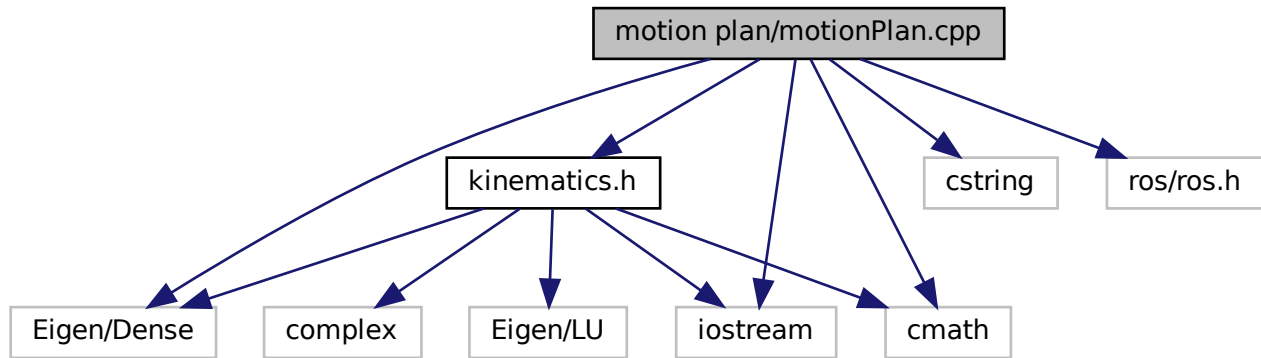 motion plan/motionPlan.cpp
kinematics.h
cstring
ros/ros.h
Eigen/Dense
complex
Eigen/LU
iostream
cmath